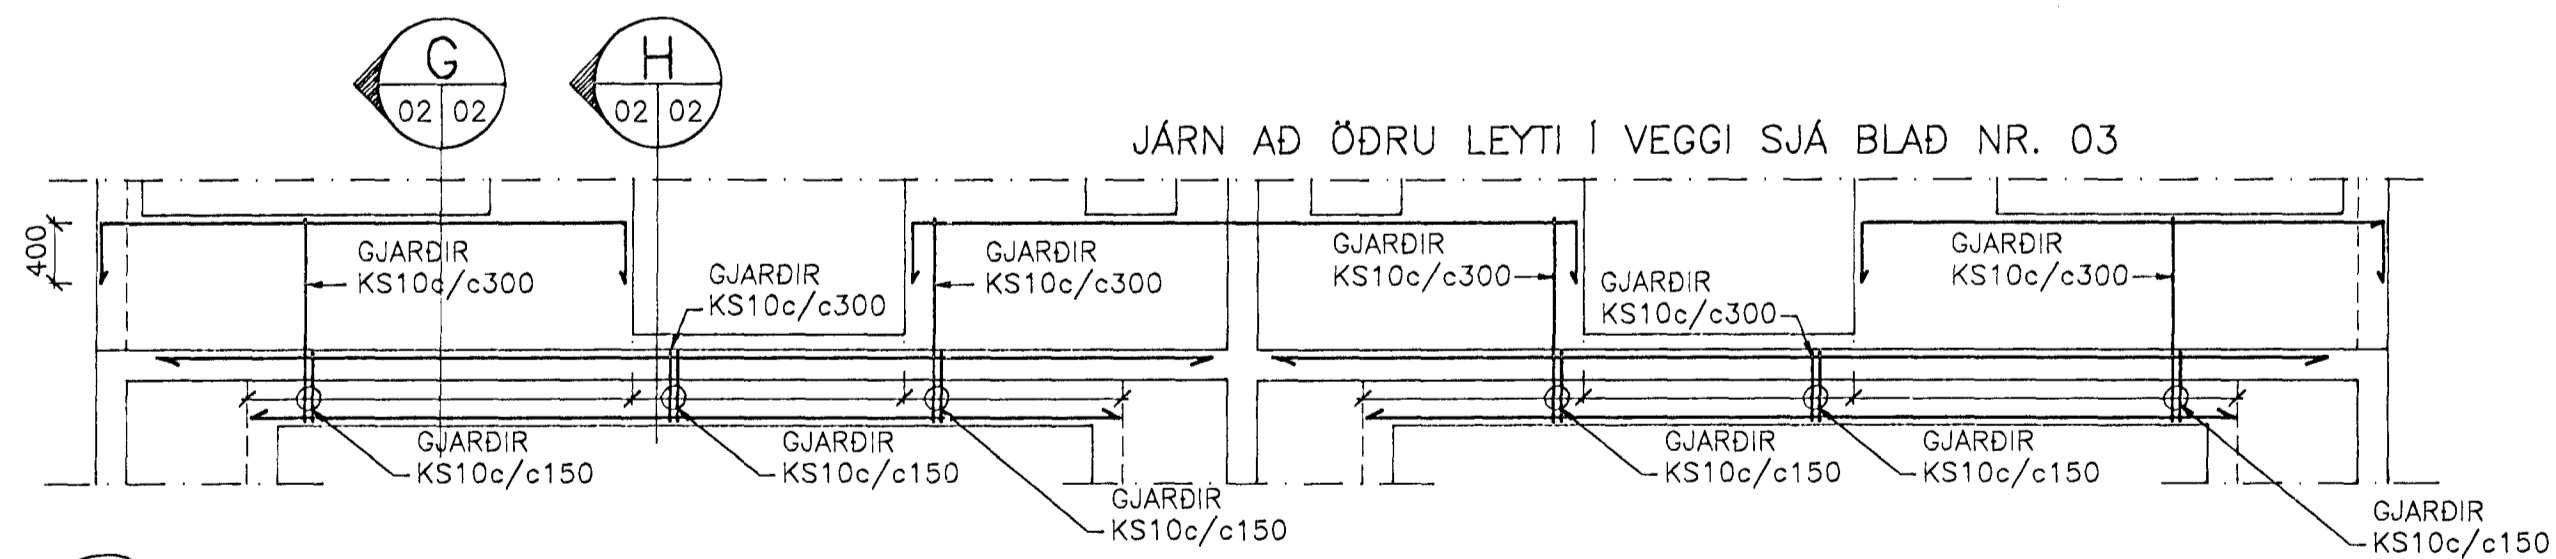 G
02 02
H
02 02
JÁRN AÐ ÖÐRU LEYTI Í VEGGI SJÁ BLAÐ NR. 03
400
GJARÐIR
KS10c/c300
GJARÐIR
KS10c/c300
GJARÐIR
KS10c/c300
GJARÐIR
KS10c/c300
GJARÐIR
KS10c/c300
GJARÐIR
KS10c/c300
GJARÐIR
KS10c/c150
GJARÐIR
KS10c/c150
GJARÐIR
KS10c/c150
GJARÐIR
KS10c/c150
GJARÐIR
KS10c/c150
GJARÐIR
KS10c/c150